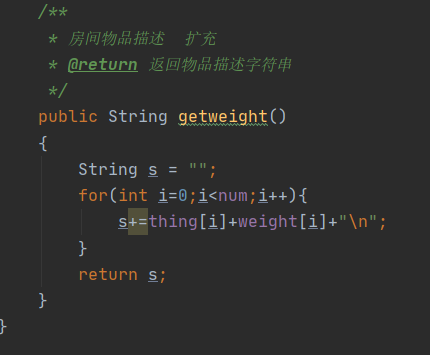 /**
 * 房间物品描述  扩充
 * @return 返回物品描述字符串
 */
public String getweight()
{
    String s = "";
    for(int i=0;i<num;i++){
        s+=thing[i]+weight[i]+"\n";
    }
    return s;
}
}